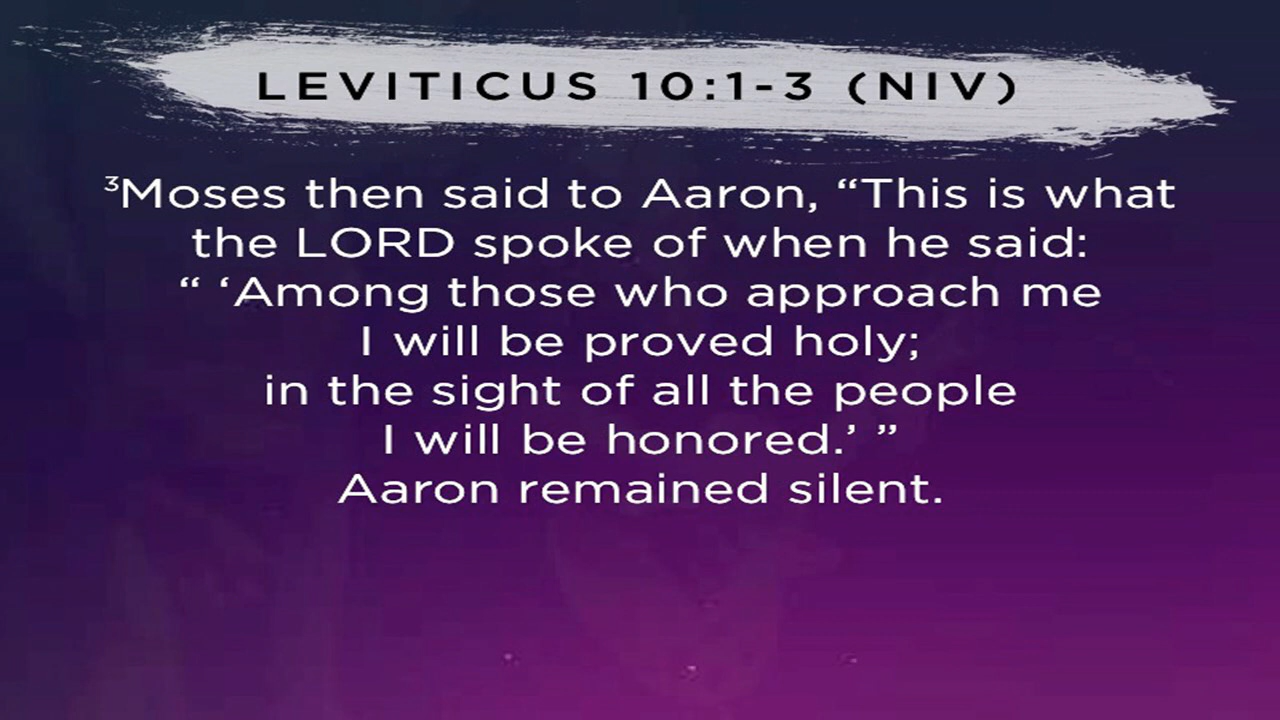 LEVITICUS 10:1-3 (NIV)
³Moses then said to Aaron, “This is what
the LORD spoke of when he said:
“ ‘Among those who approach me
I will be proved holy;
in the sight of all the people
I will be honored.’ ”
Aaron remained silent.